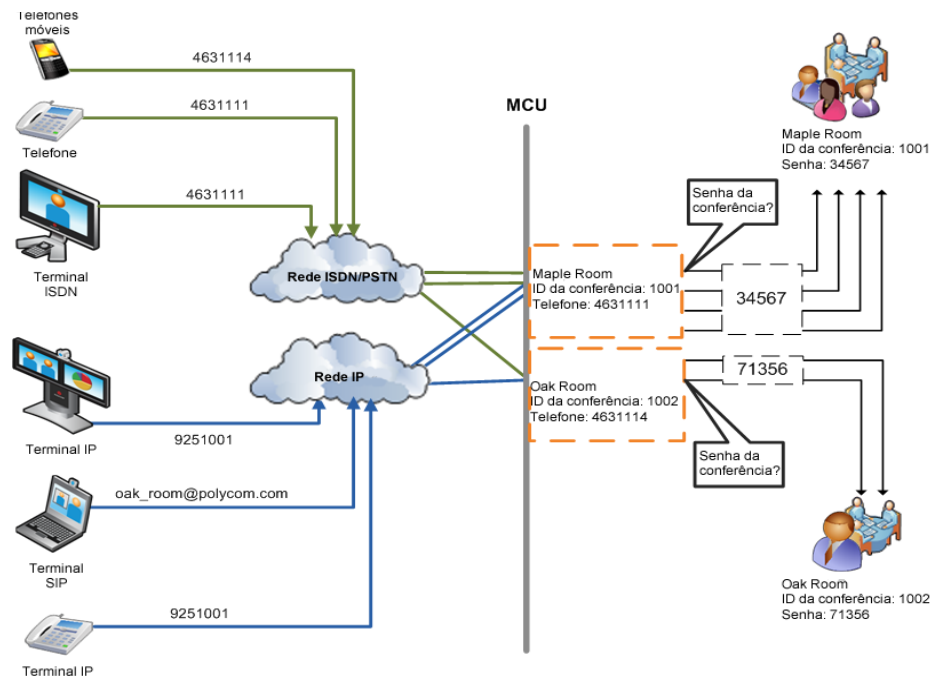 Telefones
móveis
4631114
4631111
Telefone
4631111
Terminal
ISDN
Rede ISDN/PSTN
Rede IP
Terminal IP
9251001
oak_room@polycom.com
Terminal
SIP
9251001
Terminal IP
MCU
Maple Room
ID da conferência: 1001
Telefone: 4631111
Oak Room
ID da conferência: 1002
Telefone: 4631114
Senha da
conferência?
34567
71356
Senha da
conferência?
Maple Room
ID da conferência: 1001
Senha: 34567
Oak Room
ID da conferência: 1002
Senha: 71356